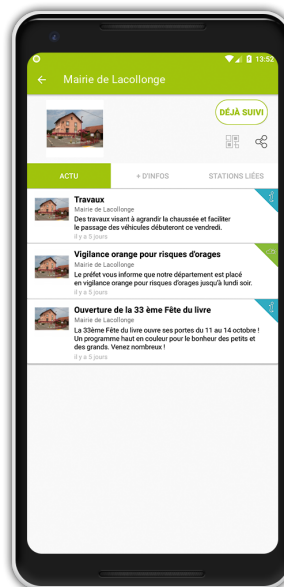 13:52
Mairie de Lacollonge
DÉJÀ SUIVI
ACTU
+ D'INFOS
STATIONS LIÉES
Travaux
Mairie de Lacollonge
Des travaux visant à agrandir la chaussée et faciliter
le passage des véhicules débuteront ce vendredi.
il y a 5 jours
Vigilance orange pour risques d'orages
Mairie de Lacollonge
Le préfet vous informe que notre département est placé
en vigilance orange pour risques d'orages jusqu'à lundi soir.
il y a 5 jours
Ouverture de la 33 ème Fête du livre
Mairie de Lacollonge
La 33ème Fête du livre ouvre ses portes du 11 au 14 octobre !
Un programme haut en couleur pour le bonheur des petits et
des grands. Venez nombreux !
il y a 5 jours